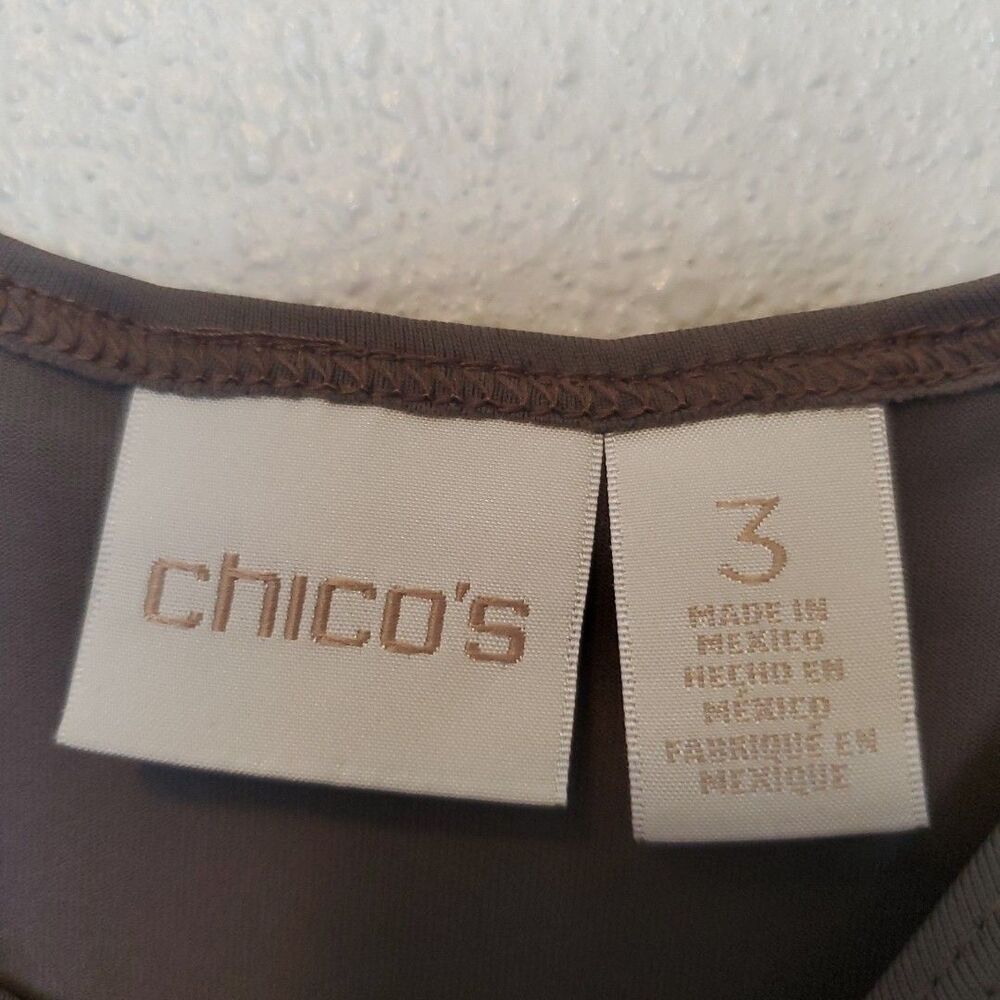 chico's
3
MADE IN
MEXICO
HECHO EN
MÉXICO
FABRIQUÉ EN
MEXIQUE